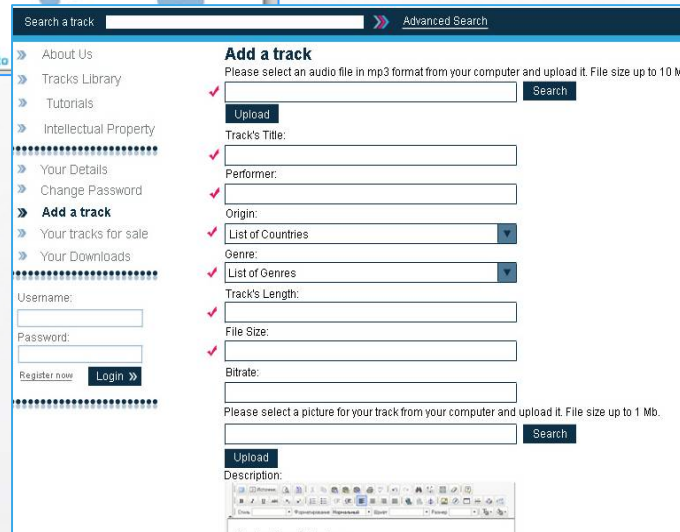 Search a track
Advanced Search
About Us
Tracks Library
Tutorials
Intellectual Property
Your Details
Change Password
Add a track
Your tracks for sale
Your Downloads
Username:
Password:
Register now
Login
Add a track
Please select an audio file in mp3 format from your computer and upload it. File size up to 10 M
Search
Upload
Track's Title:
Performer:
Origin:
List of Countries
Genre:
List of Genres
Track's Length:
File Size:
Bitrate:
Please select a picture for your track from your computer and upload it. File size up to 1 Mb.
Search
Upload
Description: